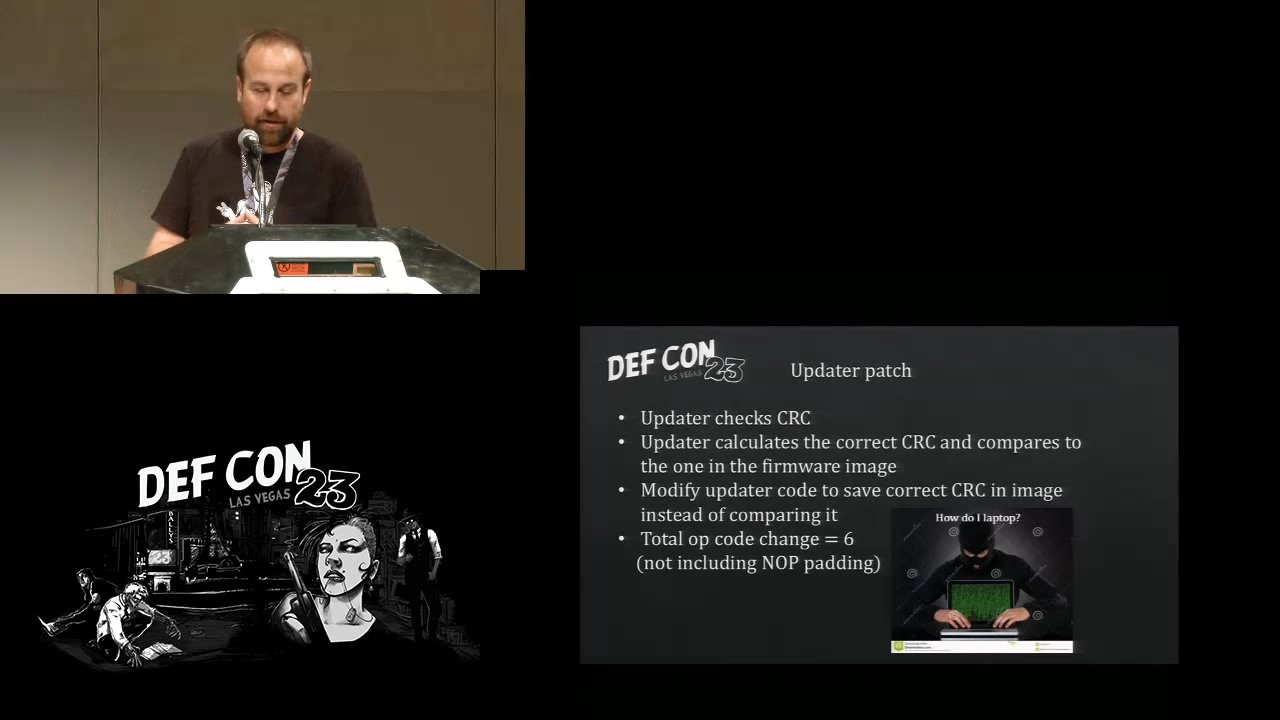 DEF CON
LAS VEGAS 23
Updater patch
• Updater checks CRC
• Updater calculates the correct CRC and compares to
the one in the firmware image
• Modify updater code to save correct CRC in image
instead of comparing it
• Total op code change = 6
(not including NOP padding)
How do I laptop?
DEF CON
LAS VEGAS 23
BALLY'S